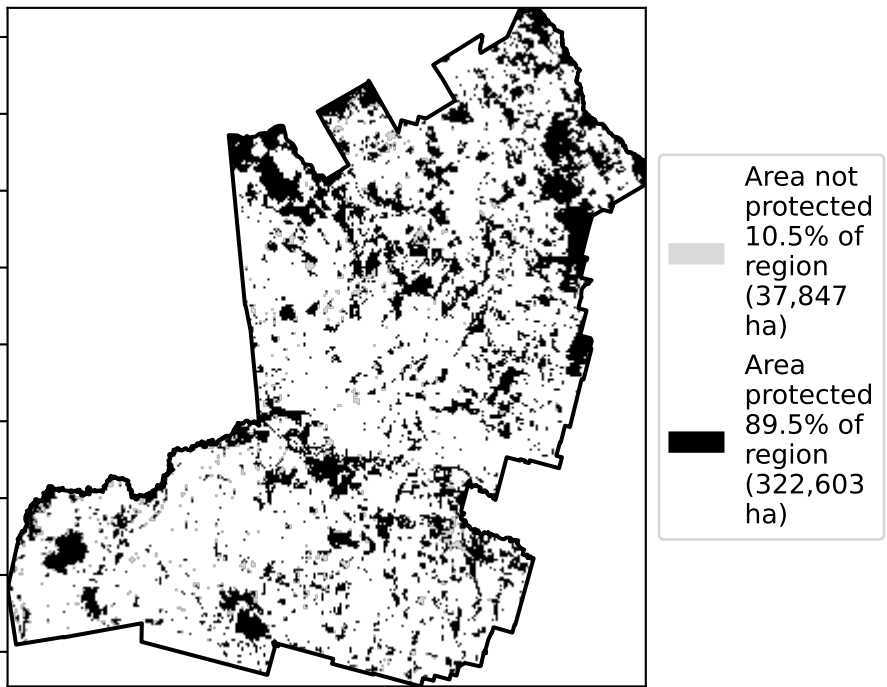 Area not
protected
10.5% of
region
(37,847
ha)
Area
protected
89.5% of
region
(322,603
ha)